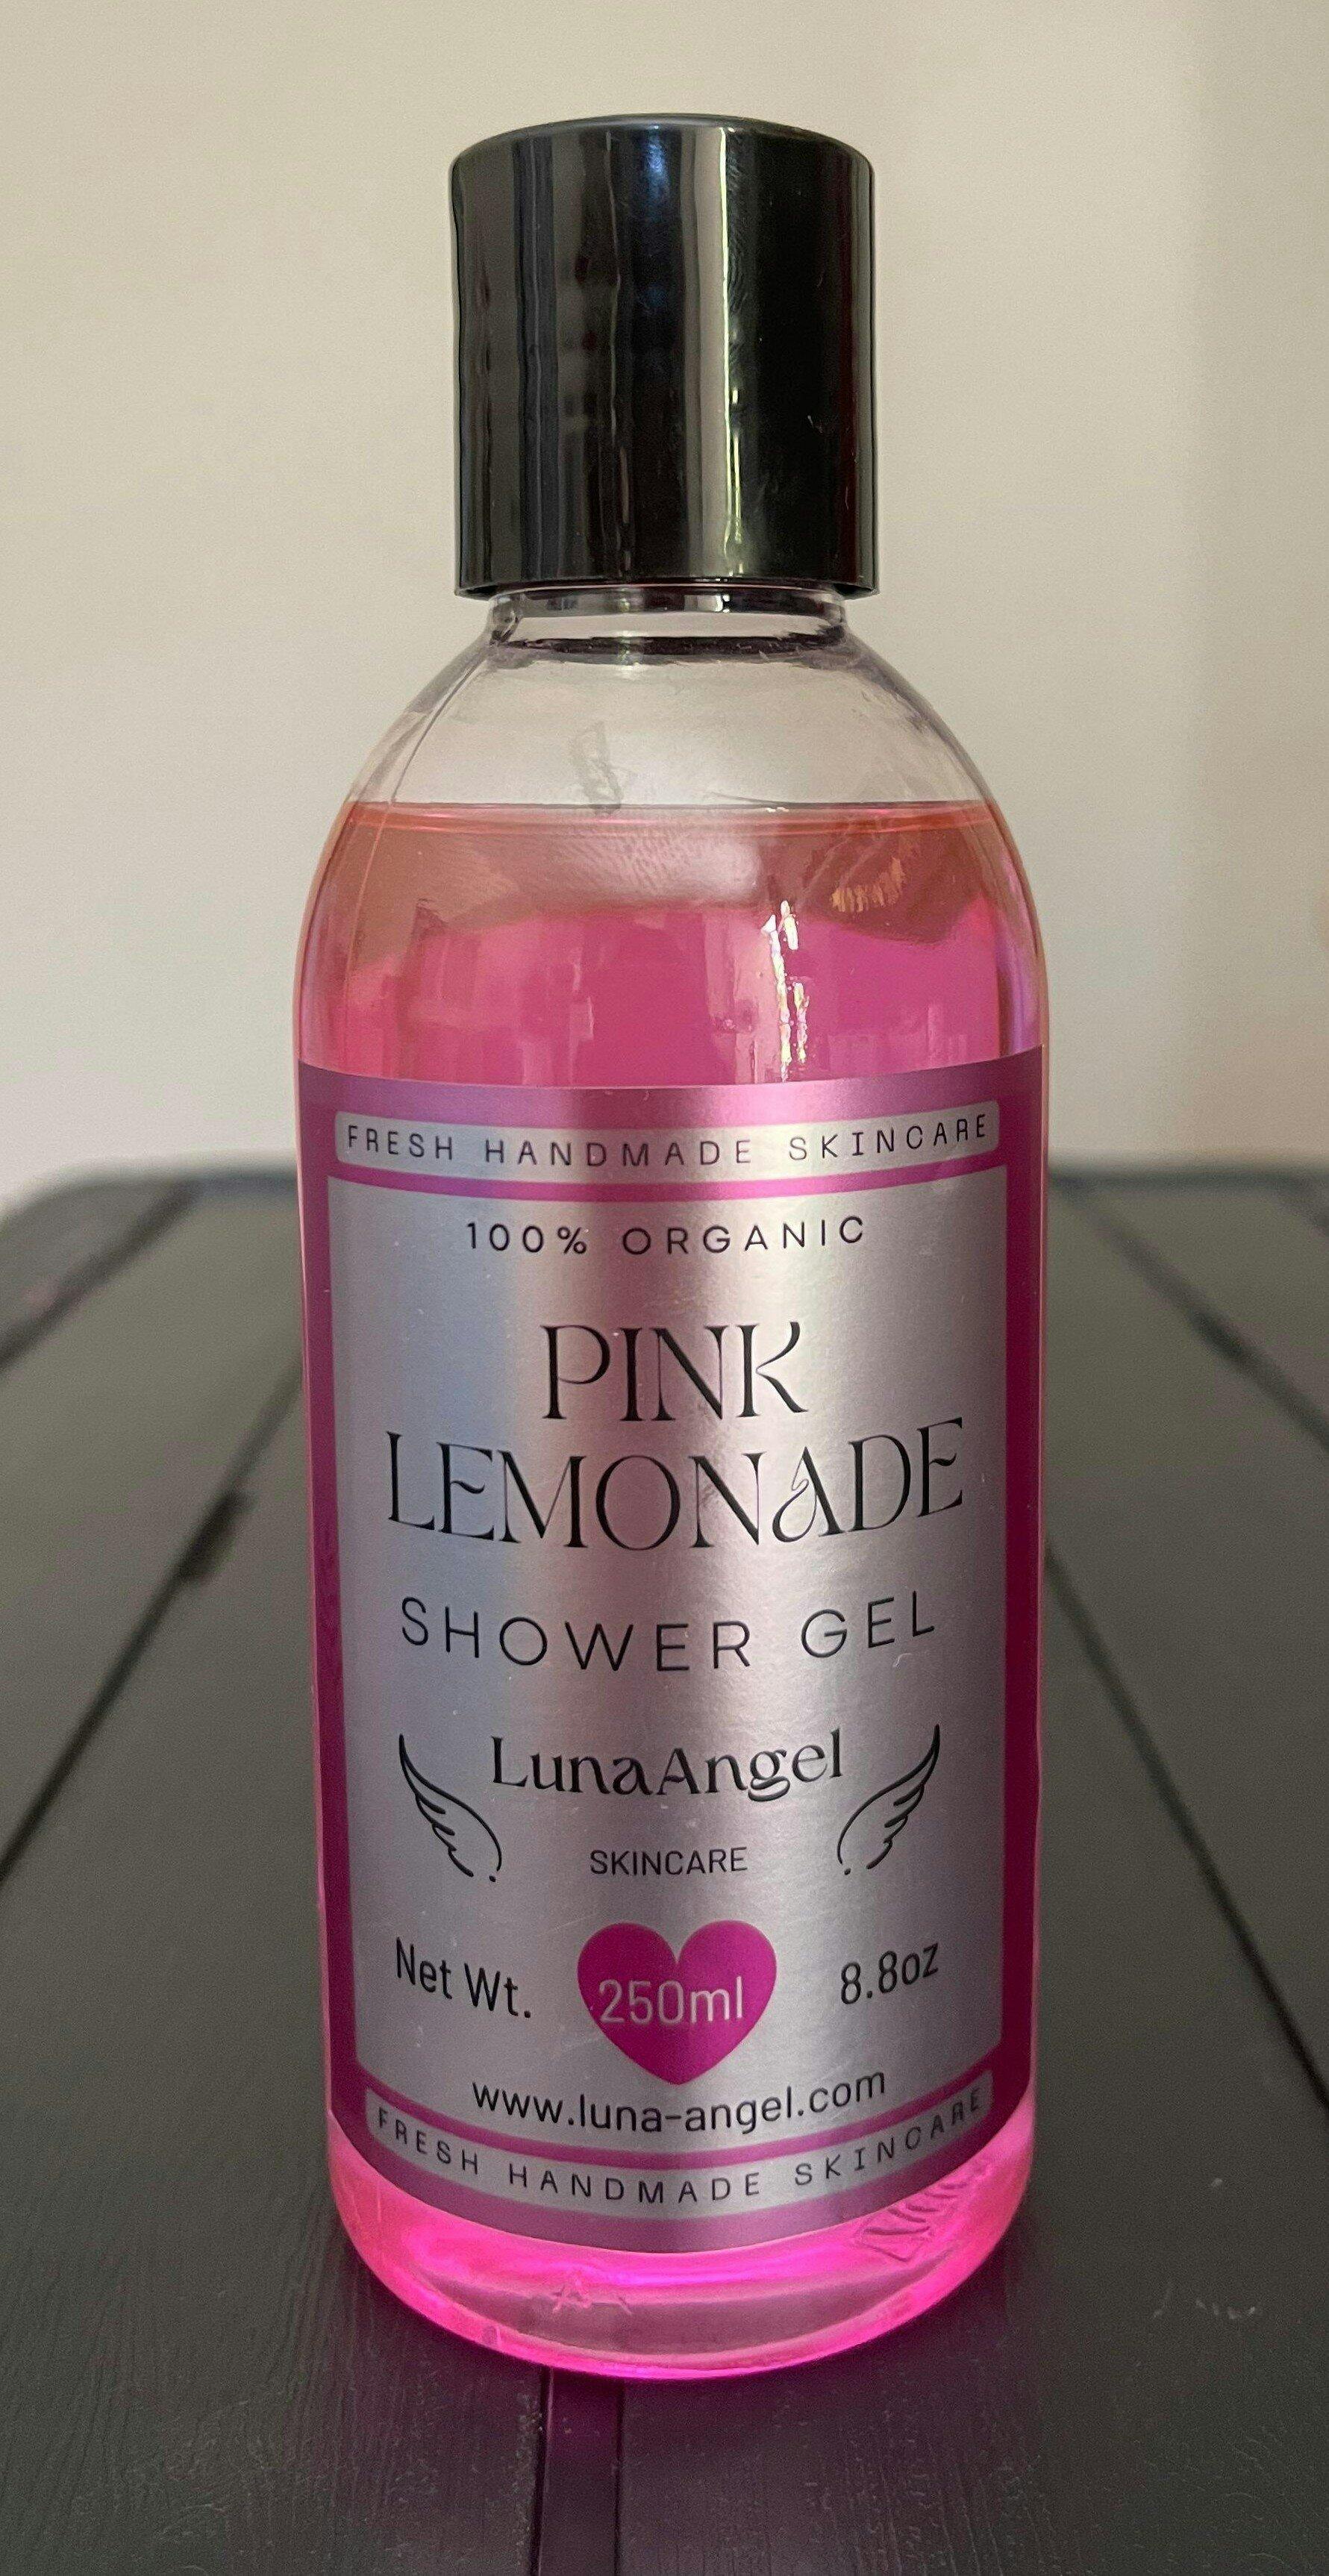 FRESH HANDMADE SKINCARE
100% ORGANIC
PINK
LEMONADE
SHOWER GEL
LunaAngel
SKINCARE
Net Wt. 250ml 8.8oz
www.luna-angel.com
FRESH HANDMADE SKINCARE